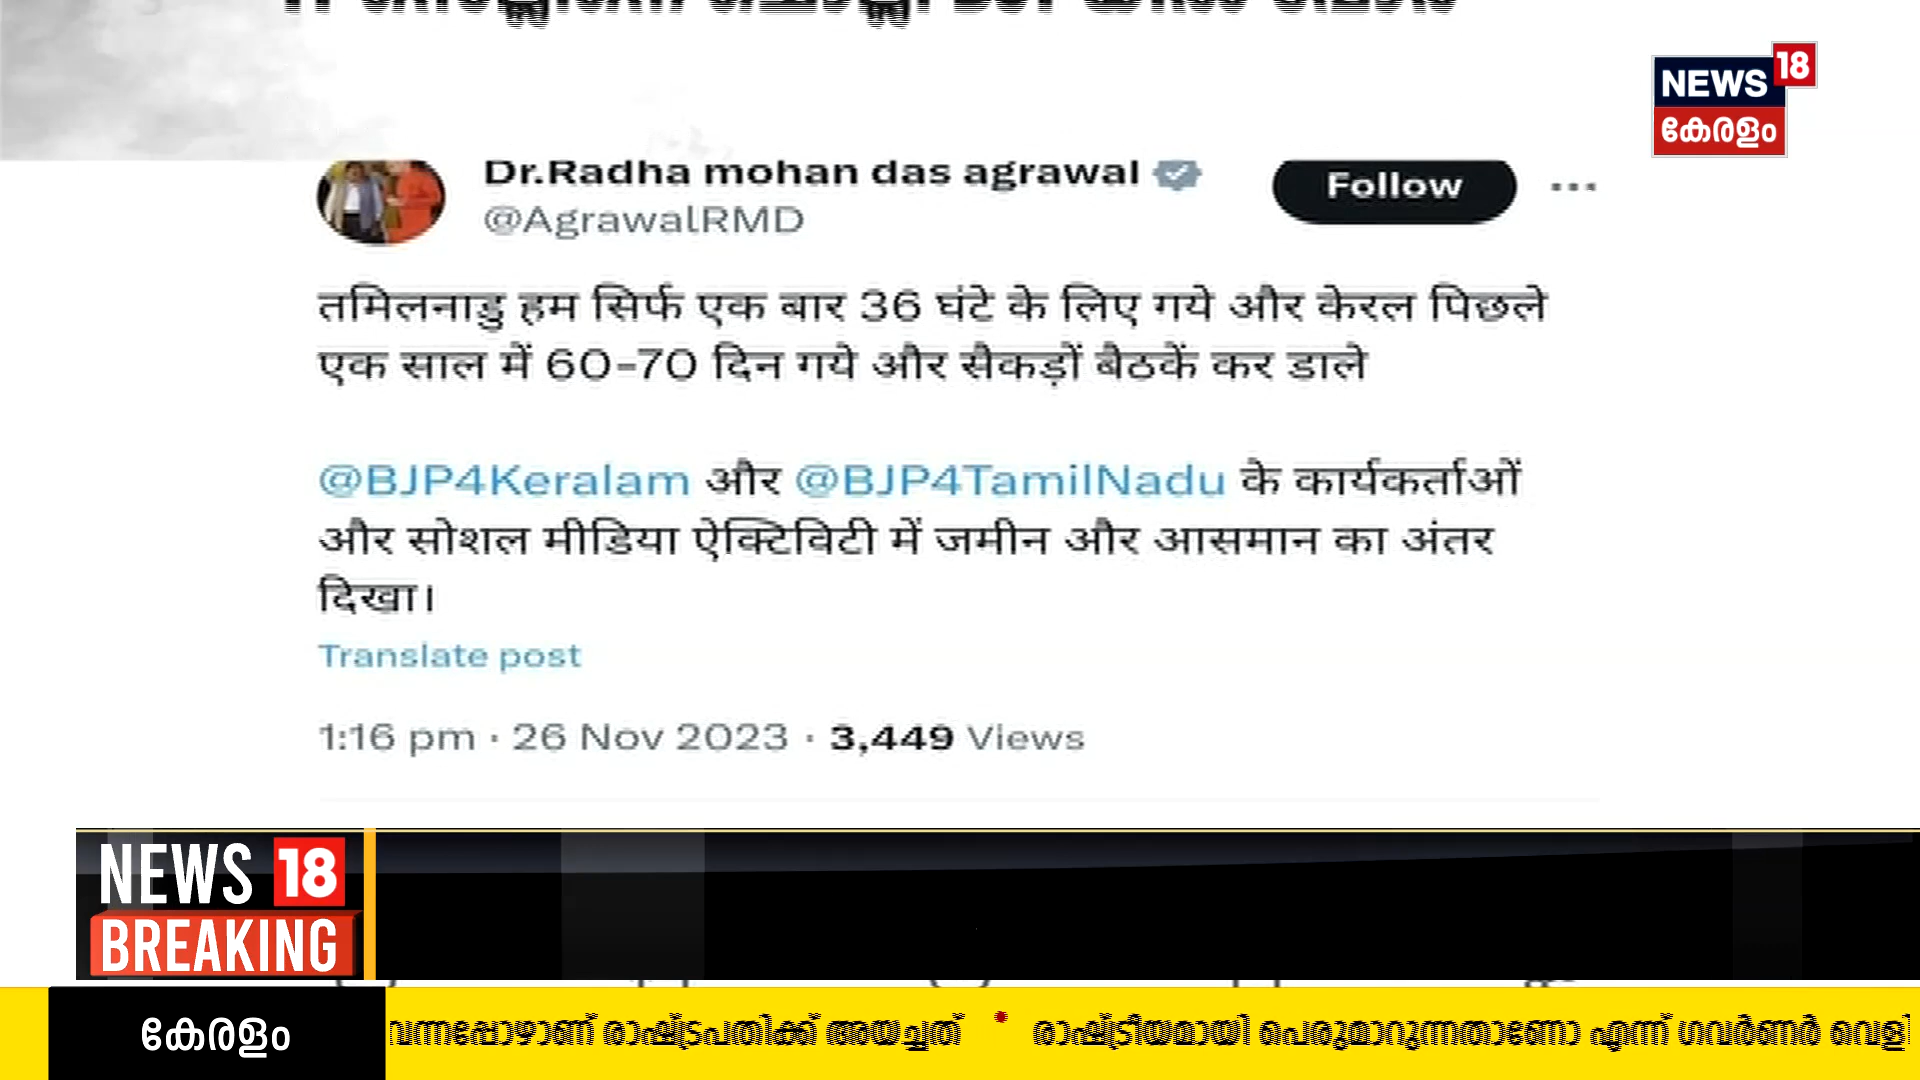 NEWS 18
കേരളം
Dr.Radha mohan das agrawal
Follow
@AgrawalRMD
तमिलनाडु हम सिर्फ एक बार 36 घंटे के लिए गये और केरल पिछले
एक साल में 60-70 दिन गये और सैकड़ों बैठकें कर डाले
@BJP4Keralam और @BJP4TamilNadu के कार्यकर्ताओं
और सोशल मीडिया ऐक्टिविटी में जमीन और आसमान का अंतर
दिखा।
Translate post
1:16 pm · 26 Nov 2023 · 3,449 Views
NEWS 18
BREAKING
കേരളം
വന്നപ്പോഴാണ് രാഷ്ട്രപതിക്ക് അയച്ചത് • രാഷ്ട്രീയമായി പെരുമാറുന്നതാണോ എന്ന് ഗവർണർ